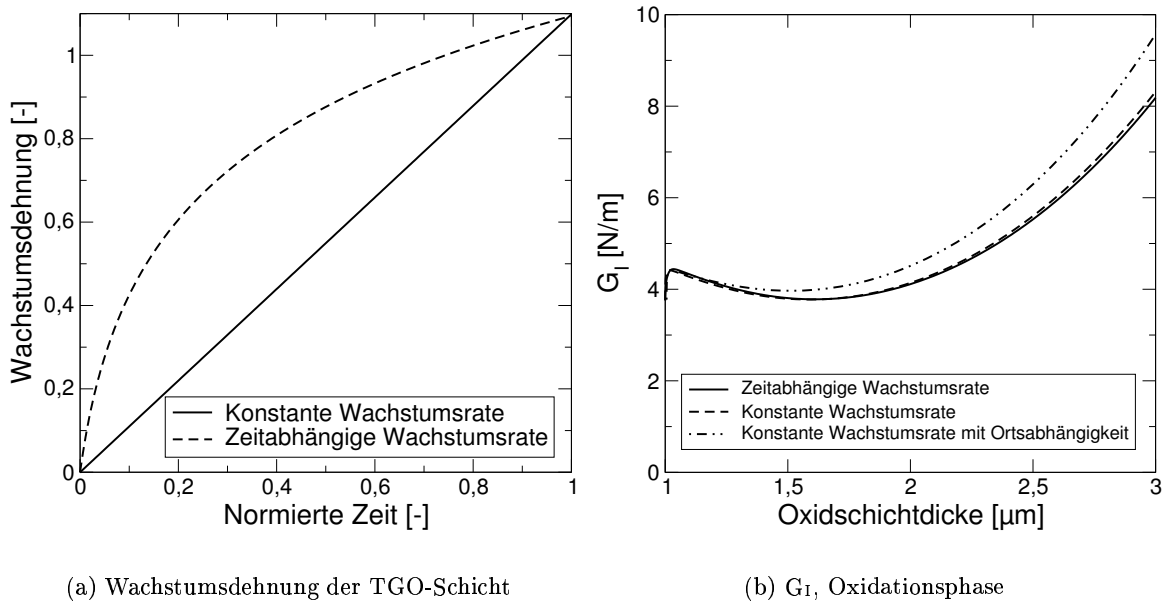 Wachstumsdehnung [-]
1
0,8
0,6
0,4
0,2
0
Konstante Wachstumsrate
Zeitabhängige Wachstumsrate
0 0,2 0,4 0,6 0,8 1
Normierte Zeit [-]
(a) Wachstumsdehnung der TGO-Schicht
G_I [N/m]
10
8
6
4
2
0
Zeitabhängige Wachstumsrate
Konstante Wachstumsrate
Konstante Wachstumsrate mit Ortsabhängigkeit
1 1,5 2 2,5 3
Oxidschichtdicke [µm]
(b) G_I, Oxidationsphase